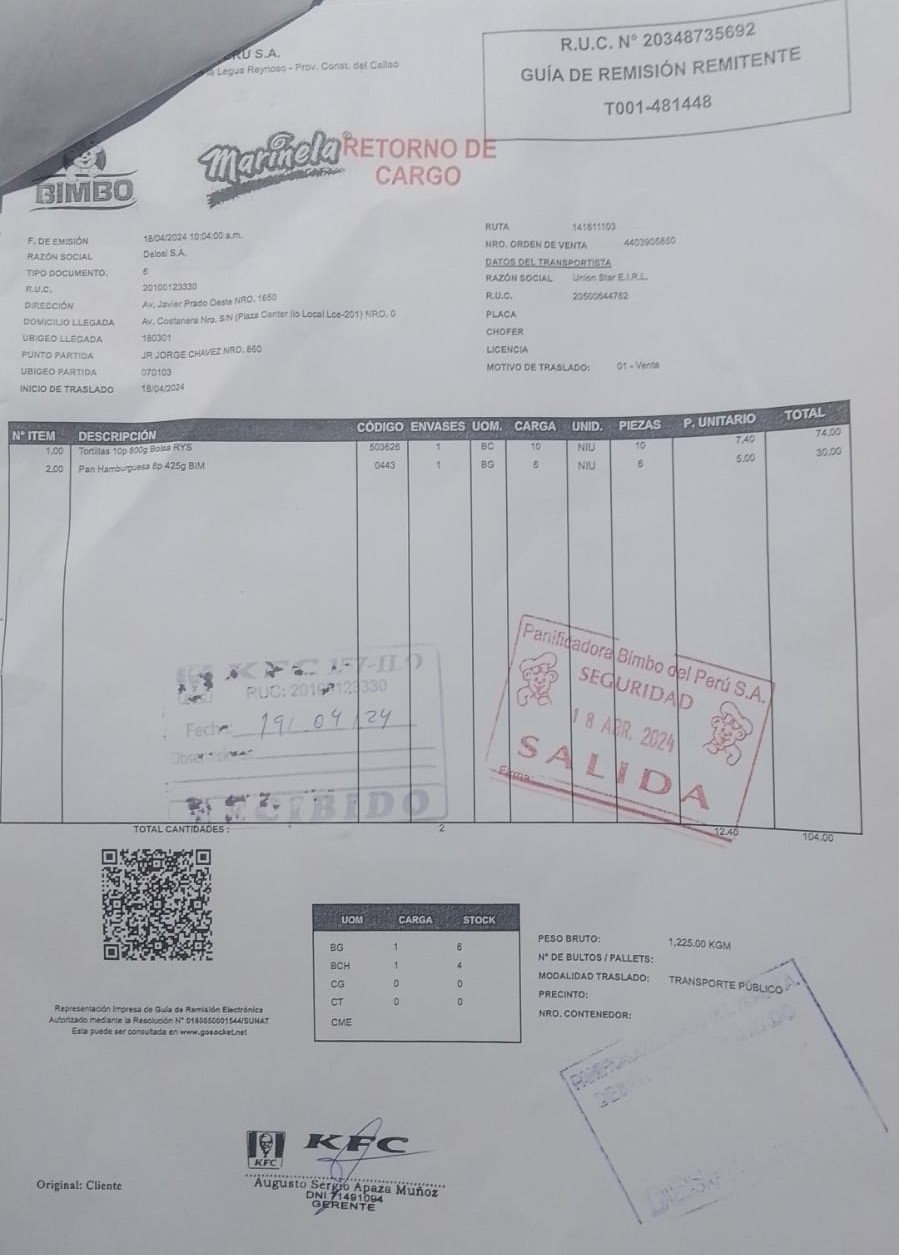 RÚ S.A.
Legua Reynoso - Prov. Const. del Callao
R.U.C. N° 20348735692
GUÍA DE REMISIÓN REMITENTE
T001-481448
BIMBO
Marinela
RETORNO DE
CARGO
F. DE EMISIÓN 18/04/2024 10:04:00 a.m.
RAZÓN SOCIAL Delosi S.A.
TIPO DOCUMENTO. 6
R.U.C. 20100123330
DIRECCIÓN Av. Javier Prado Oeste NRO. 1650
DOMICILIO LLEGADA Av. Costanera Nro. S/N (Plaza Center Ilo Local Lce-201) NRO. 0
UBIGEO LLEGADA 180301
PUNTO PARTIDA JR JORGE CHAVEZ NRO. 650
UBIGEO PARTIDA 070103
INICIO DE TRASLADO 18/04/2024
RUTA 141611103
NRO. ORDEN DE VENTA 4403905850
DATOS DEL TRANSPORTISTA
RAZÓN SOCIAL Union Star E.I.R.L.
R.U.C. 20500644762
PLACA
CHOFER
LICENCIA
MOTIVO DE TRASLADO: 01 - Venta
N° ITEM DESCRIPCIÓN CÓDIGO ENVASES UOM. CARGA UNID. PIEZAS P. UNITARIO TOTAL
1.00 Tortillas 10p 800g Bolsa RYS 503626 1 BC 10 NIU 10 7.40 74.00
2.00 Pan Hamburguesa 8p 425g BIM 0443 1 BG 6 NIU 6 5.00 30.00
KFC 157-ILO
RUC: 20100123330
Fecha: 19/04/24
Observaciones
RECIBIDO
Panificadora Bimbo del Perú S.A.
SEGURIDAD
18 ABR. 2024
SALIDA
Firma:
TOTAL CANTIDADES : 2 12.40 104.00
UOM CARGA STOCK
BG 1 6
BCH 1 4
CG 0 0
CT 0 0
CME
PESO BRUTO: 1,225.00 KGM
N° DE BULTOS / PALLETS:
MODALIDAD TRASLADO: TRANSPORTE PÚBLICO
PRECINTO:
NRO. CONTENEDOR:
Representación Impresa de Guía de Remisión Electrónica
Autorizado mediante la Resolución N° 0180050001544/SUNAT
Esta puede ser consultada en www.gosocket.net
KFC
KFC
Augusto Sergio Apaza Muñoz
DNI 71491094
GERENTE
Original: Cliente